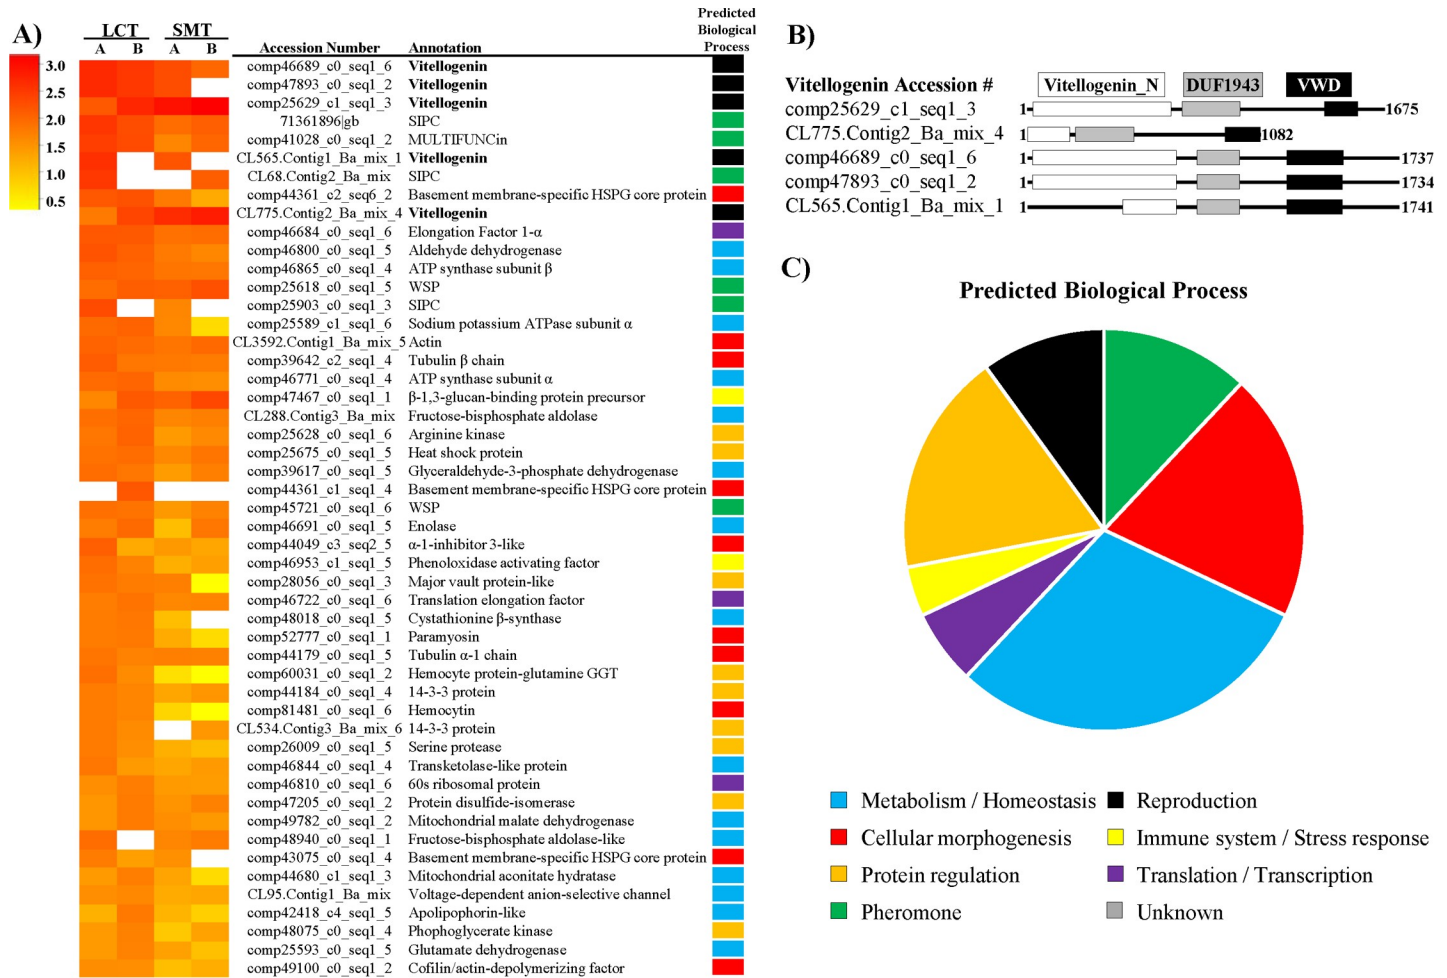 A)
LCT SMT
A B A B
3.0
2.5
2.0
1.5
1.0
0.5
Accession Number Annotation Predicted Biological Process
comp46689_c0_seq1_6 Vitellogenin
comp47893_c0_seq1_2 Vitellogenin
comp25629_c1_seq1_3 Vitellogenin
71361896|gb SIPC
comp41028_c0_seq1_2 MULTIFUNCin
CL565.Contig1_Ba_mix_1 Vitellogenin
CL68.Contig2_Ba_mix SIPC
comp44361_c2_seq6_2 Basement membrane-specific HSPG core protein
CL775.Contig2_Ba_mix_4 Vitellogenin
comp46684_c0_seq1_6 Elongation Factor 1-α
comp46800_c0_seq1_5 Aldehyde dehydrogenase
comp46865_c0_seq1_4 ATP synthase subunit β
comp25618_c0_seq1_5 WSP
comp25903_c0_seq1_3 SIPC
comp25589_c1_seq1_6 Sodium potassium ATPase subunit α
CL3592.Contig1_Ba_mix_5 Actin
comp39642_c2_seq1_4 Tubulin β chain
comp46771_c0_seq1_4 ATP synthase subunit α
comp47467_c0_seq1_1 β-1,3-glucan-binding protein precursor
CL288.Contig3_Ba_mix Fructose-bisphosphate aldolase
comp25628_c0_seq1_6 Arginine kinase
comp25675_c0_seq1_5 Heat shock protein
comp39617_c0_seq1_5 Glyceraldehyde-3-phosphate dehydrogenase
comp44361_c1_seq1_4 Basement membrane-specific HSPG core protein
comp45721_c0_seq1_6 WSP
comp46691_c0_seq1_5 Enolase
comp44049_c3_seq2_5 α-1-inhibitor 3-like
comp46953_c1_seq1_5 Phenoloxidase activating factor
comp28056_c0_seq1_3 Major vault protein-like
comp46722_c0_seq1_6 Translation elongation factor
comp48018_c0_seq1_5 Cystathionine β-synthase
comp52777_c0_seq1_1 Paramyosin
comp44179_c0_seq1_5 Tubulin α-1 chain
comp60031_c0_seq1_2 Hemocyte protein-glutamine GGT
comp44184_c0_seq1_4 14-3-3 protein
comp81481_c0_seq1_6 Hemocytin
CL534.Contig3_Ba_mix_6 14-3-3 protein
comp26009_c0_seq1_5 Serine protease
comp46844_c0_seq1_4 Transketolase-like protein
comp46810_c0_seq1_6 60s ribosomal protein
comp47205_c0_seq1_2 Protein disulfide-isomerase
comp49782_c0_seq1_2 Mitochondrial malate dehydrogenase
comp48940_c0_seq1_1 Fructose-bisphosphate aldolase-like
comp43075_c0_seq1_4 Basement membrane-specific HSPG core protein
comp44680_c1_seq1_3 Mitochondrial aconitate hydratase
CL95.Contig1_Ba_mix Voltage-dependent anion-selective channel
comp42418_c4_seq1_5 Apolipophorin-like
comp48075_c0_seq1_4 Phophoglycerate kinase
comp25593_c0_seq1_5 Glutamate dehydrogenase
comp49100_c0_seq1_2 Cofilin/actin-depolymerizing factor
B)
Vitellogenin Accession # Vitellogenin_N DUF1943 VWD
comp25629_c1_seq1_3 1 1675
CL775.Contig2_Ba_mix_4 1 1082
comp46689_c0_seq1_6 1 1737
comp47893_c0_seq1_2 1 1734
CL565.Contig1_Ba_mix_1 1 1741
C)
Predicted Biological Process
Metabolism / Homeostasis Reproduction
Cellular morphogenesis Immune system / Stress response
Protein regulation Translation / Transcription
Pheromone Unknown